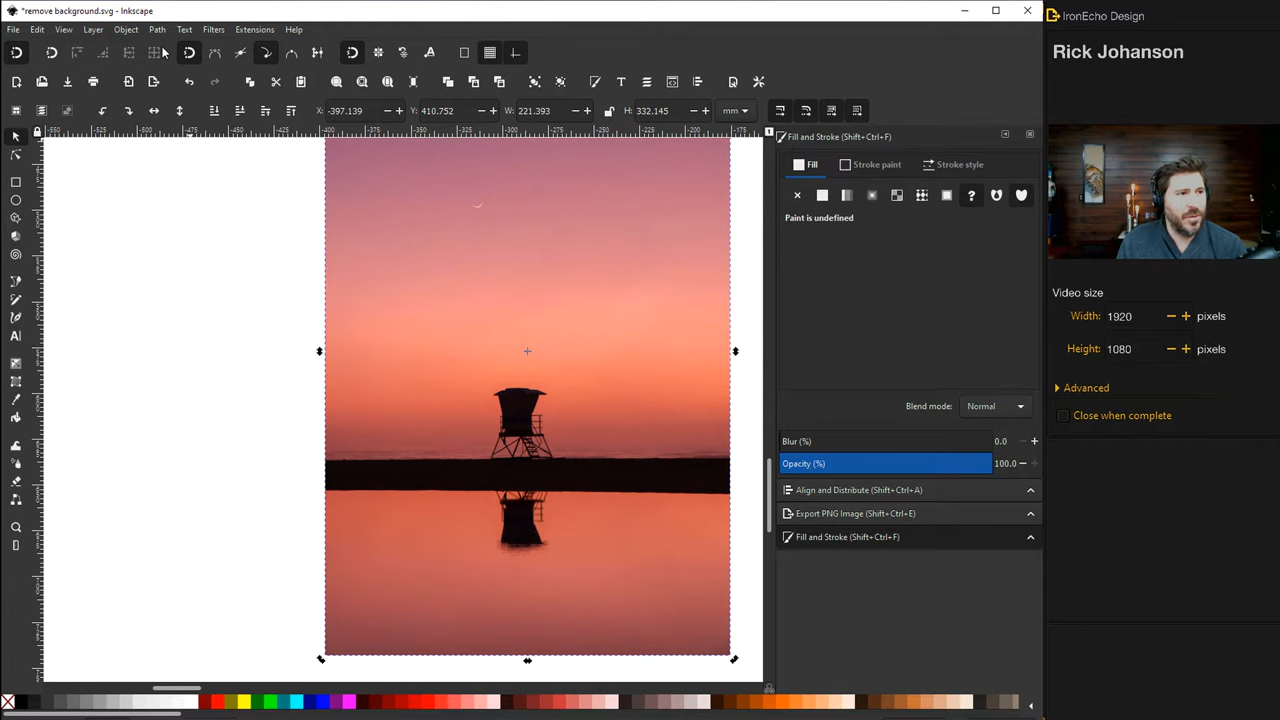 *remove background.svg - Inkscape
IronEcho Design
File Edit View Layer Object Path Text Filters Extensions Help
Rick Johanson
X: -397.139 Y: 410.752 W: 221.393 H: 332.145 mm
Fill and Stroke (Shift+Ctrl+F)
Fill Stroke paint Stroke style
Paint is undefined
Video size
Width: 1920 pixels
Height: 1080 pixels
Advanced
Close when complete
Blend mode: Normal
Blur (%) 0.0
Opacity (%) 100.0
Align and Distribute (Shift+Ctrl+A)
Export PNG Image (Shift+Ctrl+E)
Fill and Stroke (Shift+Ctrl+F)